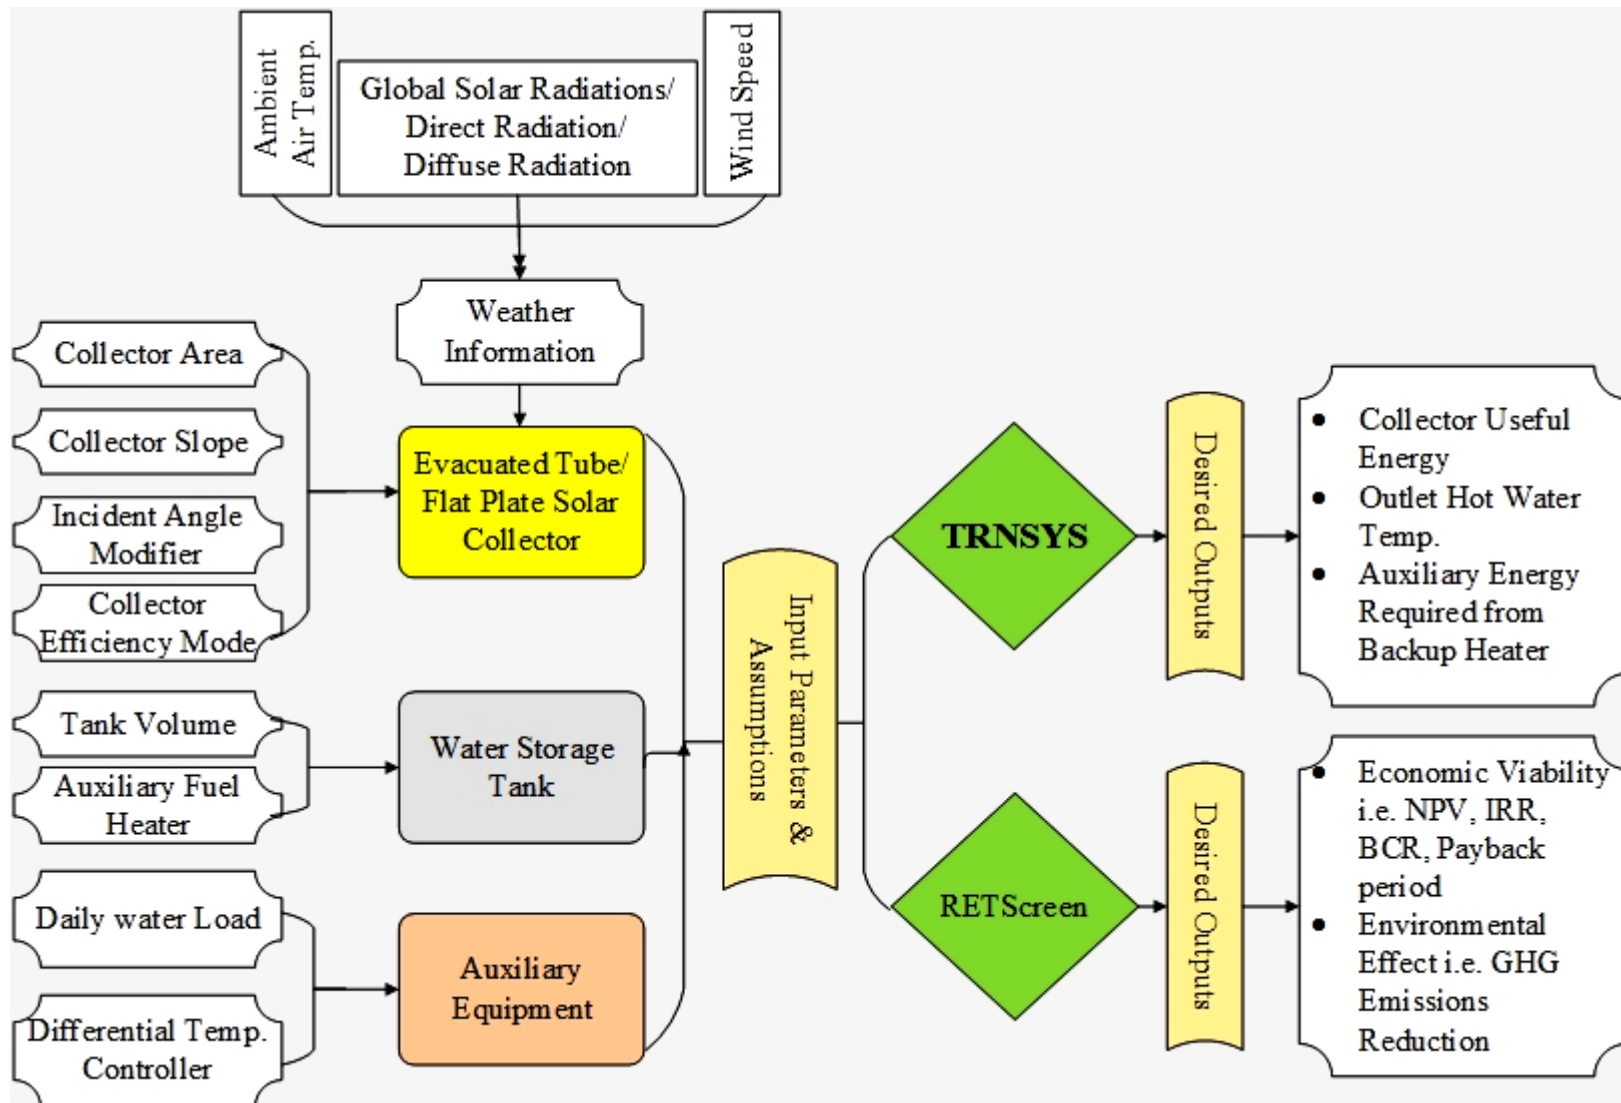 Ambient
Air Temp.
Global Solar Radiations/
Direct Radiation/
Diffuse Radiation
Wind Speed
Weather
Information
Collector Area
Collector Slope
Incident Angle
Modifier
Collector
Efficiency Mode
Evacuated Tube/
Flat Plate Solar
Collector
Tank Volume
Auxiliary Fuel
Heater
Water Storage
Tank
Daily water Load
Differential Temp.
Controller
Auxiliary
Equipment
Input Parameters &
Assumptions
TRNSYS
Desired Outputs
• Collector Useful
Energy
• Outlet Hot Water
Temp.
• Auxiliary Energy
Required from
Backup Heater
RETScreen
Desired Outputs
• Economic Viability
i.e. NPV, IRR,
BCR, Payback
period
• Environmental
Effect i.e. GHG
Emissions
Reduction